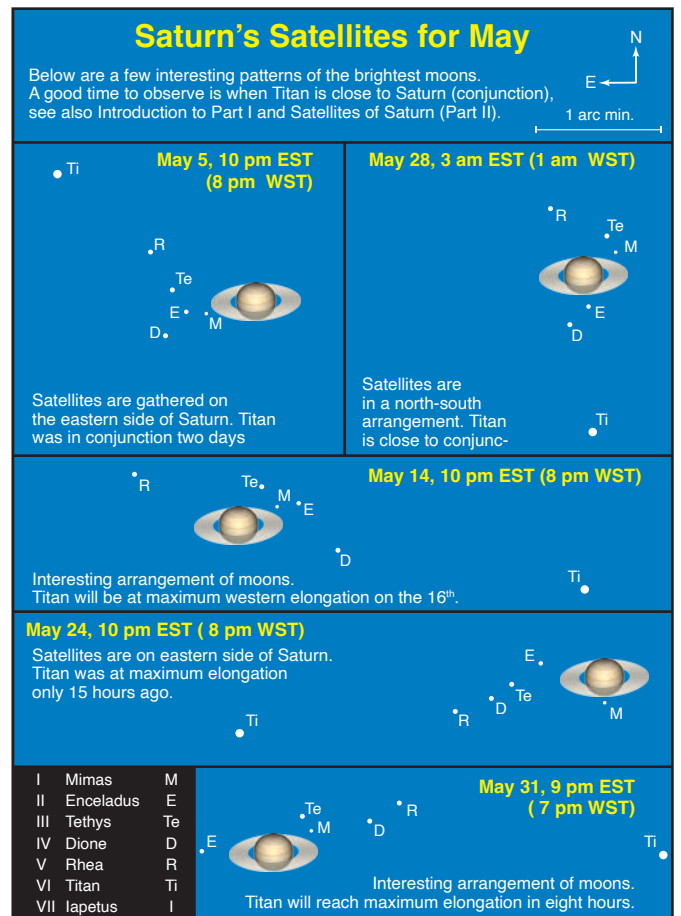 Saturn's Satellites for May
Below are a few interesting patterns of the brightest moons.
A good time to observe is when Titan is close to Saturn (conjunction),
see also Introduction to Part I and Satellites of Saturn (Part II).
N
E
1 arc min.
May 5, 10 pm EST
(8 pm WST)
Ti
R
Te
E
M
D
Satellites are gathered on
the eastern side of Saturn. Titan
was in conjunction two days
May 28, 3 am EST (1 am WST)
R
Te
M
E
D
Satellites are
in a north-south
arrangement. Titan
is close to conjunc-
Ti
May 14, 10 pm EST (8 pm WST)
R
Te
M
E
D
Ti
Interesting arrangement of moons.
Titan will be at maximum western elongation on the 16th.
May 24, 10 pm EST ( 8 pm WST)
Satellites are on eastern side of Saturn.
Titan was at maximum elongation
only 15 hours ago.
E
Te
D
R
M
Ti
I Mimas M
II Enceladus E
III Tethys Te
IV Dione D
V Rhea R
VI Titan Ti
VII Iapetus I
May 31, 9 pm EST
( 7 pm WST)
Te
R
M
D
E
Ti
Interesting arrangement of moons.
Titan will reach maximum elongation in eight hours.